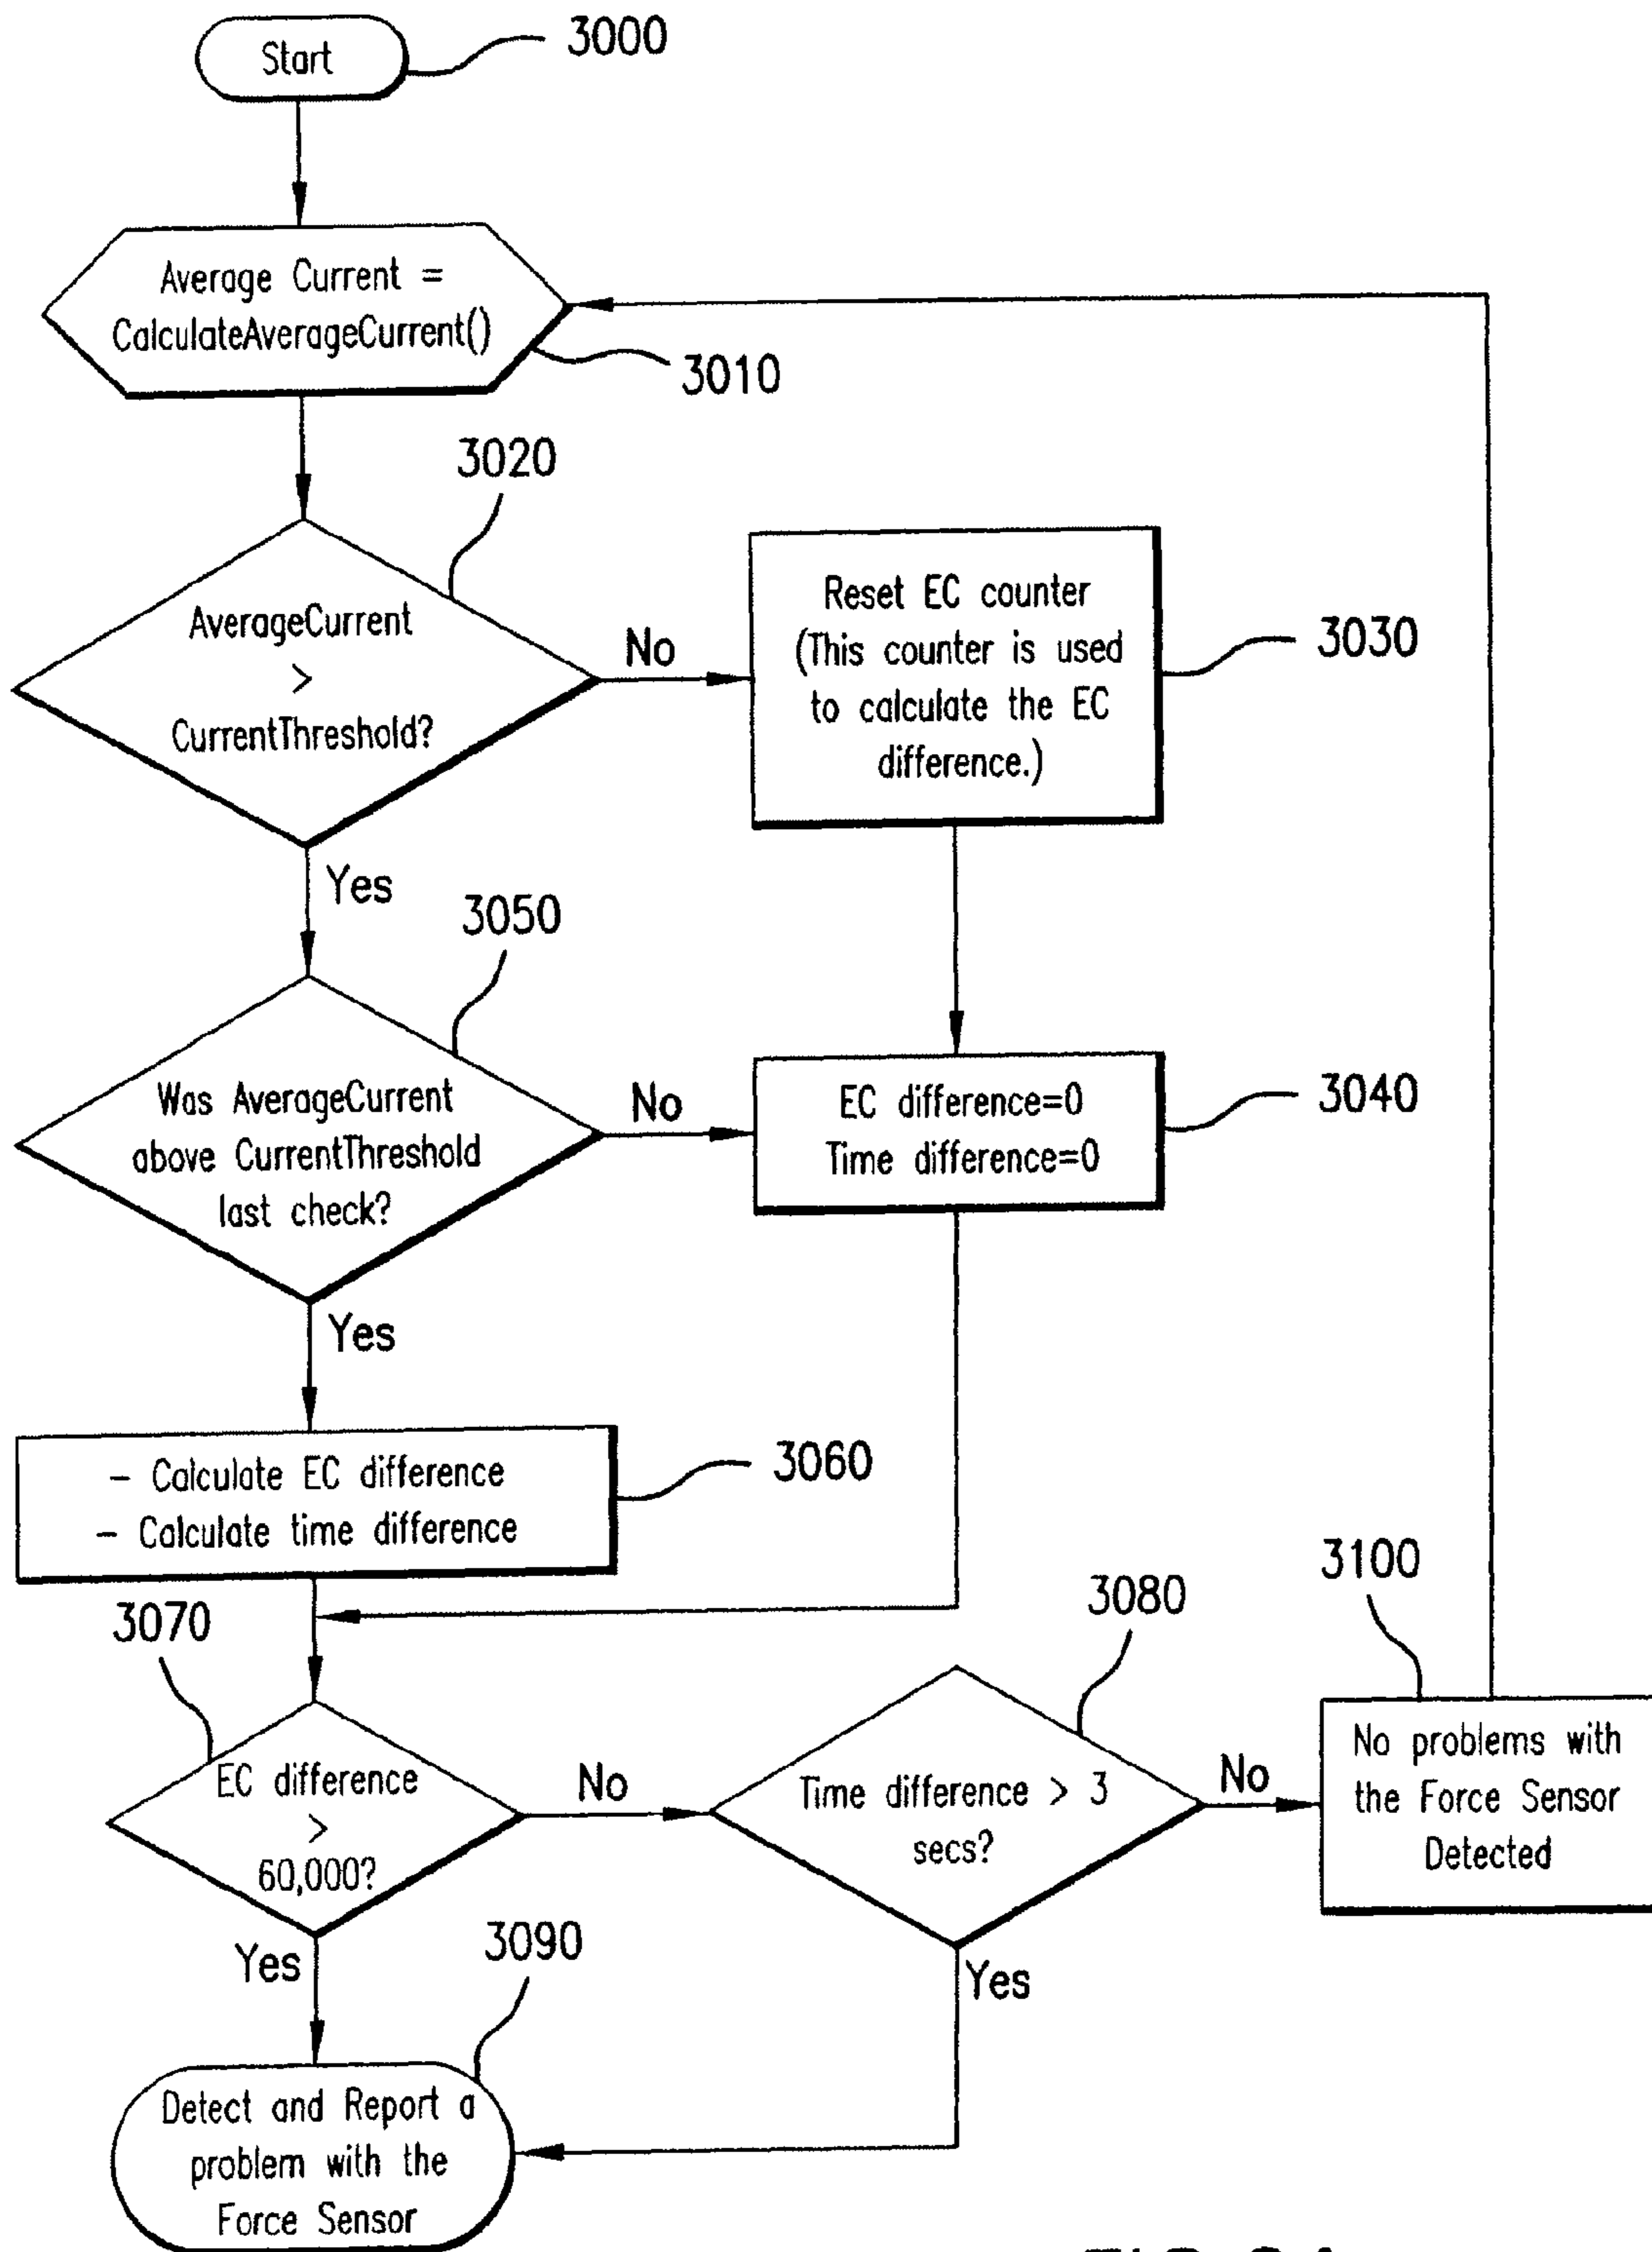 Start
3000
Average Current =
CalculateAverageCurrent()
3010
3020
AverageCurrent
>
CurrentThreshold?
No
Reset EC counter
(This counter is used
to calculate the EC
difference.)
3030
Yes
3050
Was AverageCurrent
above CurrentThreshold
last check?
No
EC difference=0
Time difference=0
3040
Yes
- Calculate EC difference
- Calculate time difference
3060
3070
EC difference
>
60,000?
No
3080
Time difference > 3
secs?
No
3100
No problems with
the Force Sensor
Detected
Yes
3090
Yes
Detect and Report a
problem with the
Force Sensor